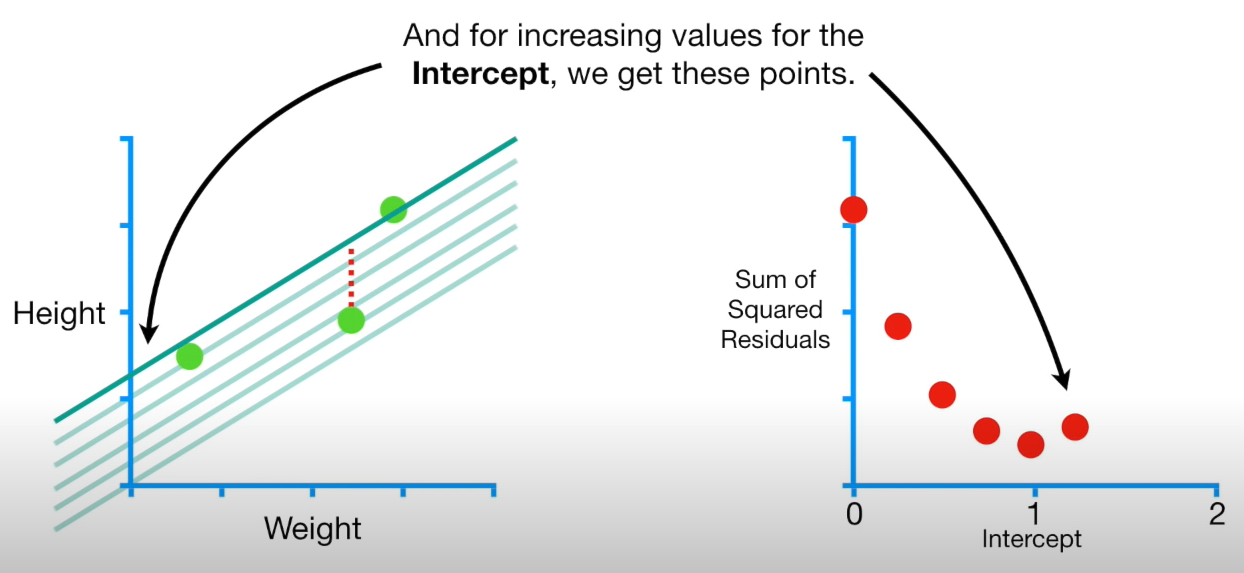 And for increasing values for the
Intercept, we get these points.
Height
Weight
Sum of
Squared
Residuals
0
1
2
Intercept